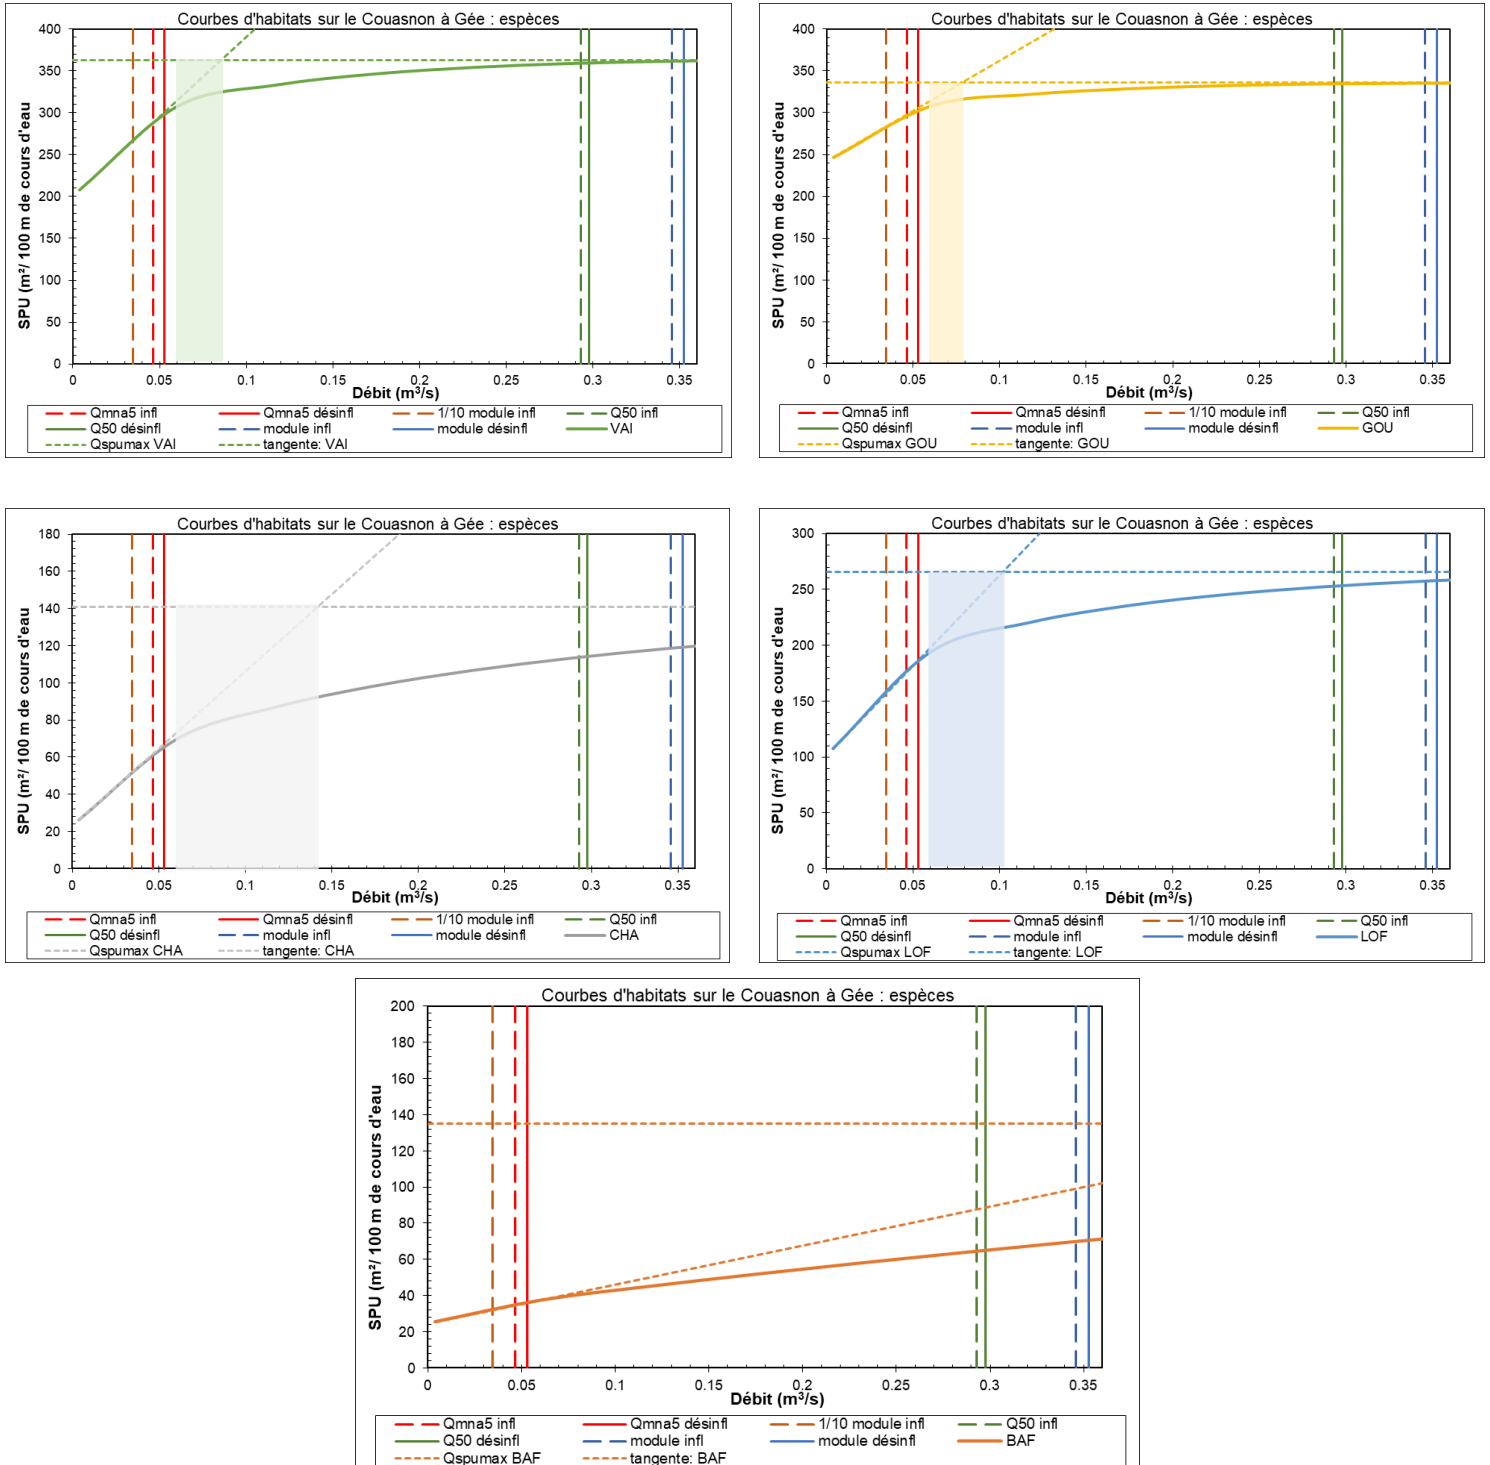 Courbes d'habitats sur le Couasnon à Gée : espèces
SPU (m²/ 100 m de cours d'eau
400
350
300
250
200
150
100
50
0
0 0.05 0.1 0.15 0.2 0.25 0.3 0.35
Débit (m³/s)
Qmna5 infl Qmna5 désinfl 1/10 module infl Q50 infl
Q50 désinfl module infl module désinfl VAI
Qspumax VAI tangente: VAI
Courbes d'habitats sur le Couasnon à Gée : espèces
SPU (m²/ 100 m de cours d'eau
400
350
300
250
200
150
100
50
0
0 0.05 0.1 0.15 0.2 0.25 0.3 0.35
Débit (m³/s)
Qmna5 infl Qmna5 désinfl 1/10 module infl Q50 infl
Q50 désinfl module infl module désinfl GOU
Qspumax GOU tangente: GOU
Courbes d'habitats sur le Couasnon à Gée : espèces
SPU (m²/ 100 m de cours d'eau
180
160
140
120
100
80
60
40
20
0
0 0.05 0.1 0.15 0.2 0.25 0.3 0.35
Débit (m³/s)
Qmna5 infl Qmna5 désinfl 1/10 module infl Q50 infl
Q50 désinfl module infl module désinfl CHA
Qspumax CHA tangente: CHA
Courbes d'habitats sur le Couasnon à Gée : espèces
SPU (m²/ 100 m de cours d'eau
300
250
200
150
100
50
0
0 0.05 0.1 0.15 0.2 0.25 0.3 0.35
Débit (m³/s)
Qmna5 infl Qmna5 désinfl 1/10 module infl Q50 infl
Q50 désinfl module infl module désinfl LOF
Qspumax LOF tangente: LOF
Courbes d'habitats sur le Couasnon à Gée : espèces
SPU (m²/ 100 m de cours d'eau
200
180
160
140
120
100
80
60
40
20
0
0 0.05 0.1 0.15 0.2 0.25 0.3 0.35
Débit (m³/s)
Qmna5 infl Qmna5 désinfl 1/10 module infl Q50 infl
Q50 désinfl module infl module désinfl BAF
Qspumax BAF tangente: BAF